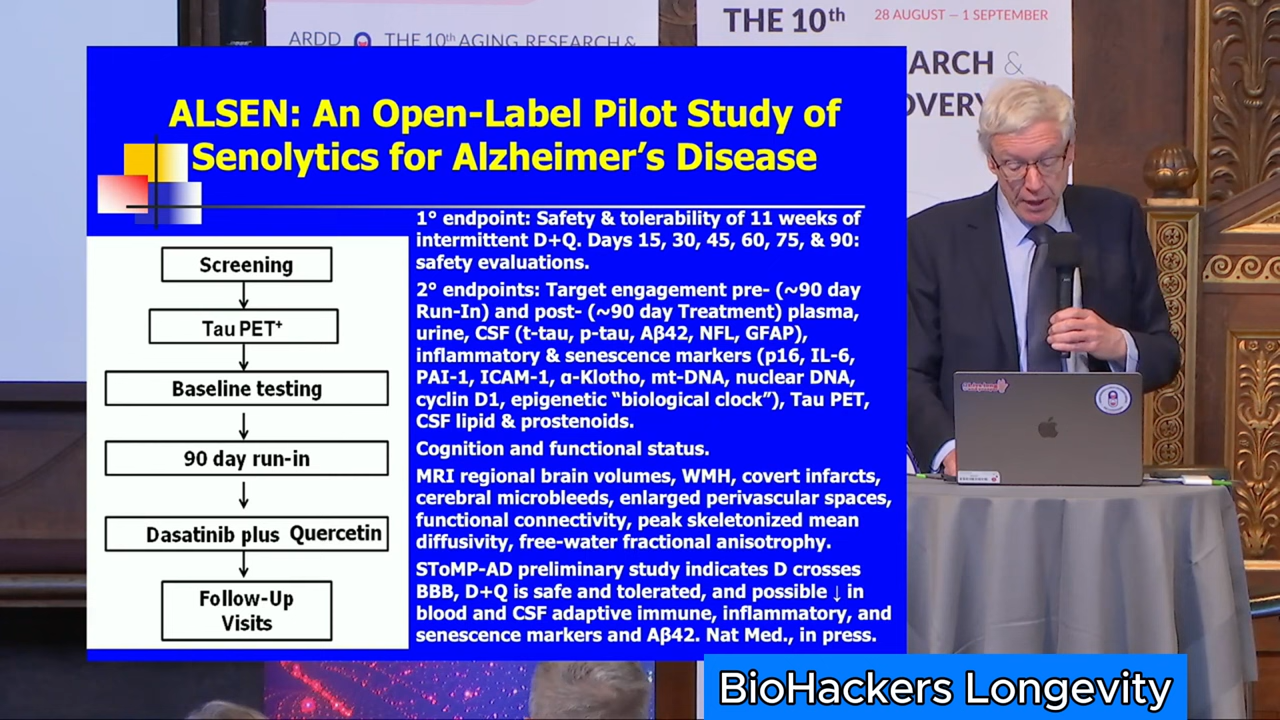 THE 10th
28 AUGUST — 1 SEPTEMBER
ARDD THE 10th AGING RESEARCH &
ARCH &
OVERY
ALSEN: An Open-Label Pilot Study of
Senolytics for Alzheimer's Disease
Screening
Tau PET+
Baseline testing
90 day run-in
Dasatinib plus Quercetin
Follow-Up
Visits
1° endpoint: Safety & tolerability of 11 weeks of
intermittent D+Q. Days 15, 30, 45, 60, 75, & 90:
safety evaluations.
2° endpoints: Target engagement pre- (~90 day
Run-In) and post- (~90 day Treatment) plasma,
urine, CSF (t-tau, p-tau, Aβ42, NFL, GFAP),
inflammatory & senescence markers (p16, IL-6,
PAI-1, ICAM-1, α-Klotho, mt-DNA, nuclear DNA,
cyclin D1, epigenetic “biological clock”), Tau PET,
CSF lipid & prostenoids.
Cognition and functional status.
MRI regional brain volumes, WMH, covert infarcts,
cerebral microbleeds, enlarged perivascular spaces,
functional connectivity, peak skeletonized mean
diffusivity, free-water fractional anisotrophy.
SToMP-AD preliminary study indicates D crosses
BBB, D+Q is safe and tolerated, and possible ↓ in
blood and CSF adaptive immune, inflammatory, and
senescence markers and Aβ42. Nat Med., in press.
BioHackers Longevity